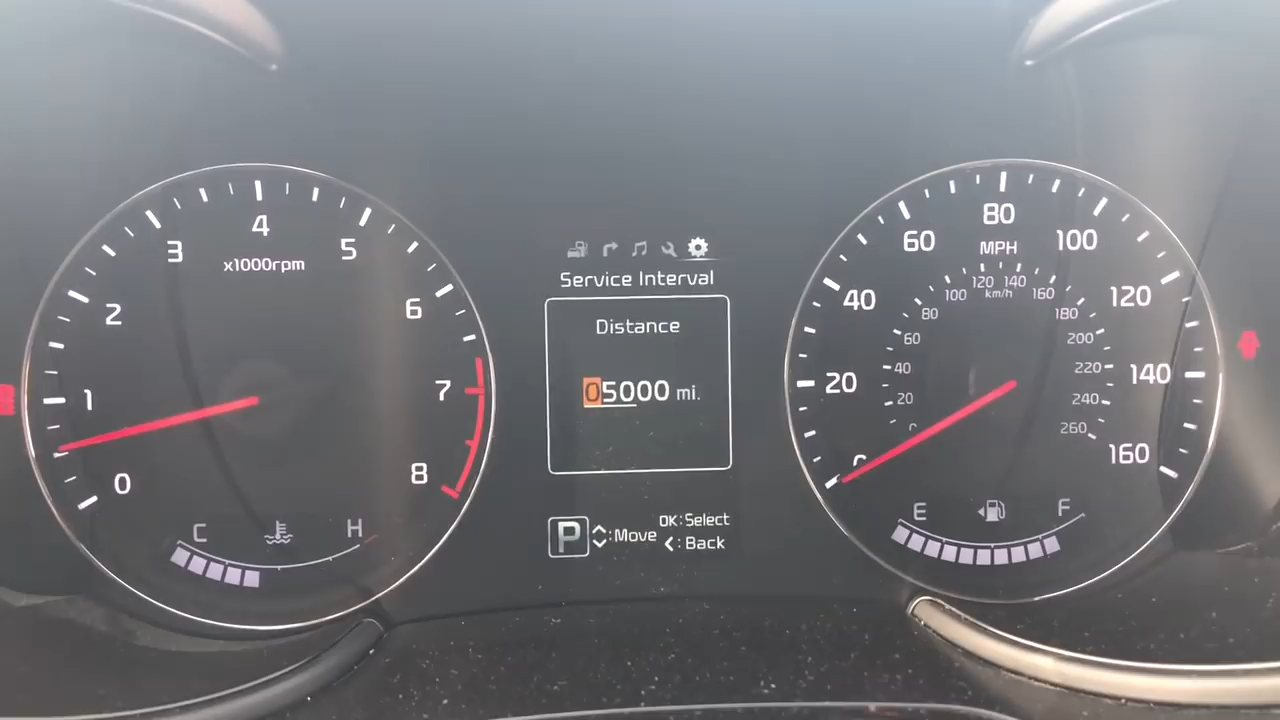 0
1
2
3
4
5
6
7
8
x1000rpm
C
H
Service Interval
Distance
05000 mi.
P
:Move
OK:Select
<: Back
20
40
60
80
100
120
140
160
MPH
km/h
20
40
60
80
100
120
140
160
180
200
220
240
260
E
F